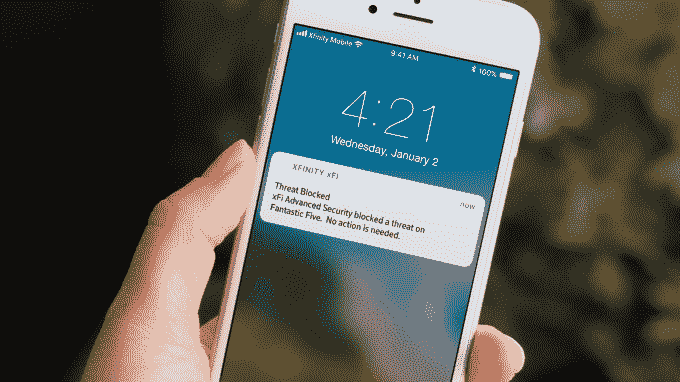 Xfinity Mobile 9:41 AM 100%
4:21
Wednesday, January 2
XFINITY xFi now
Threat Blocked
xFi Advanced Security blocked a threat on
Fantastic Five. No action is needed.